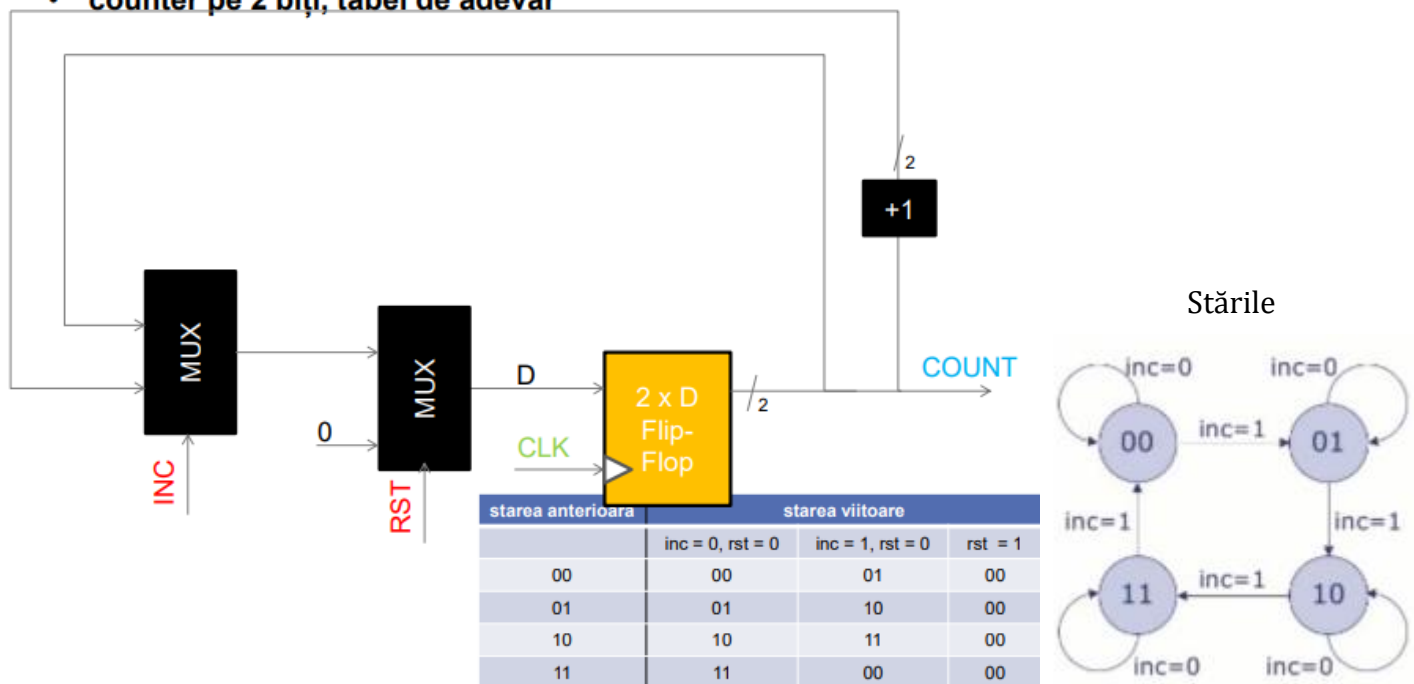 • counter pe 2 biți, tabel de adevăr
2
+1
MUX
INC
MUX
0
RST
D
CLK
2 x D
Flip-
Flop
2
COUNT
starea anterioara starea viitoare
inc = 0, rst = 0 inc = 1, rst = 0 rst = 1
00 00 01 00
01 01 10 00
10 10 11 00
11 11 00 00
Stările
inc=0 inc=0
00 inc=1 01
inc=1 inc=1
11 inc=1 10
inc=0 inc=0